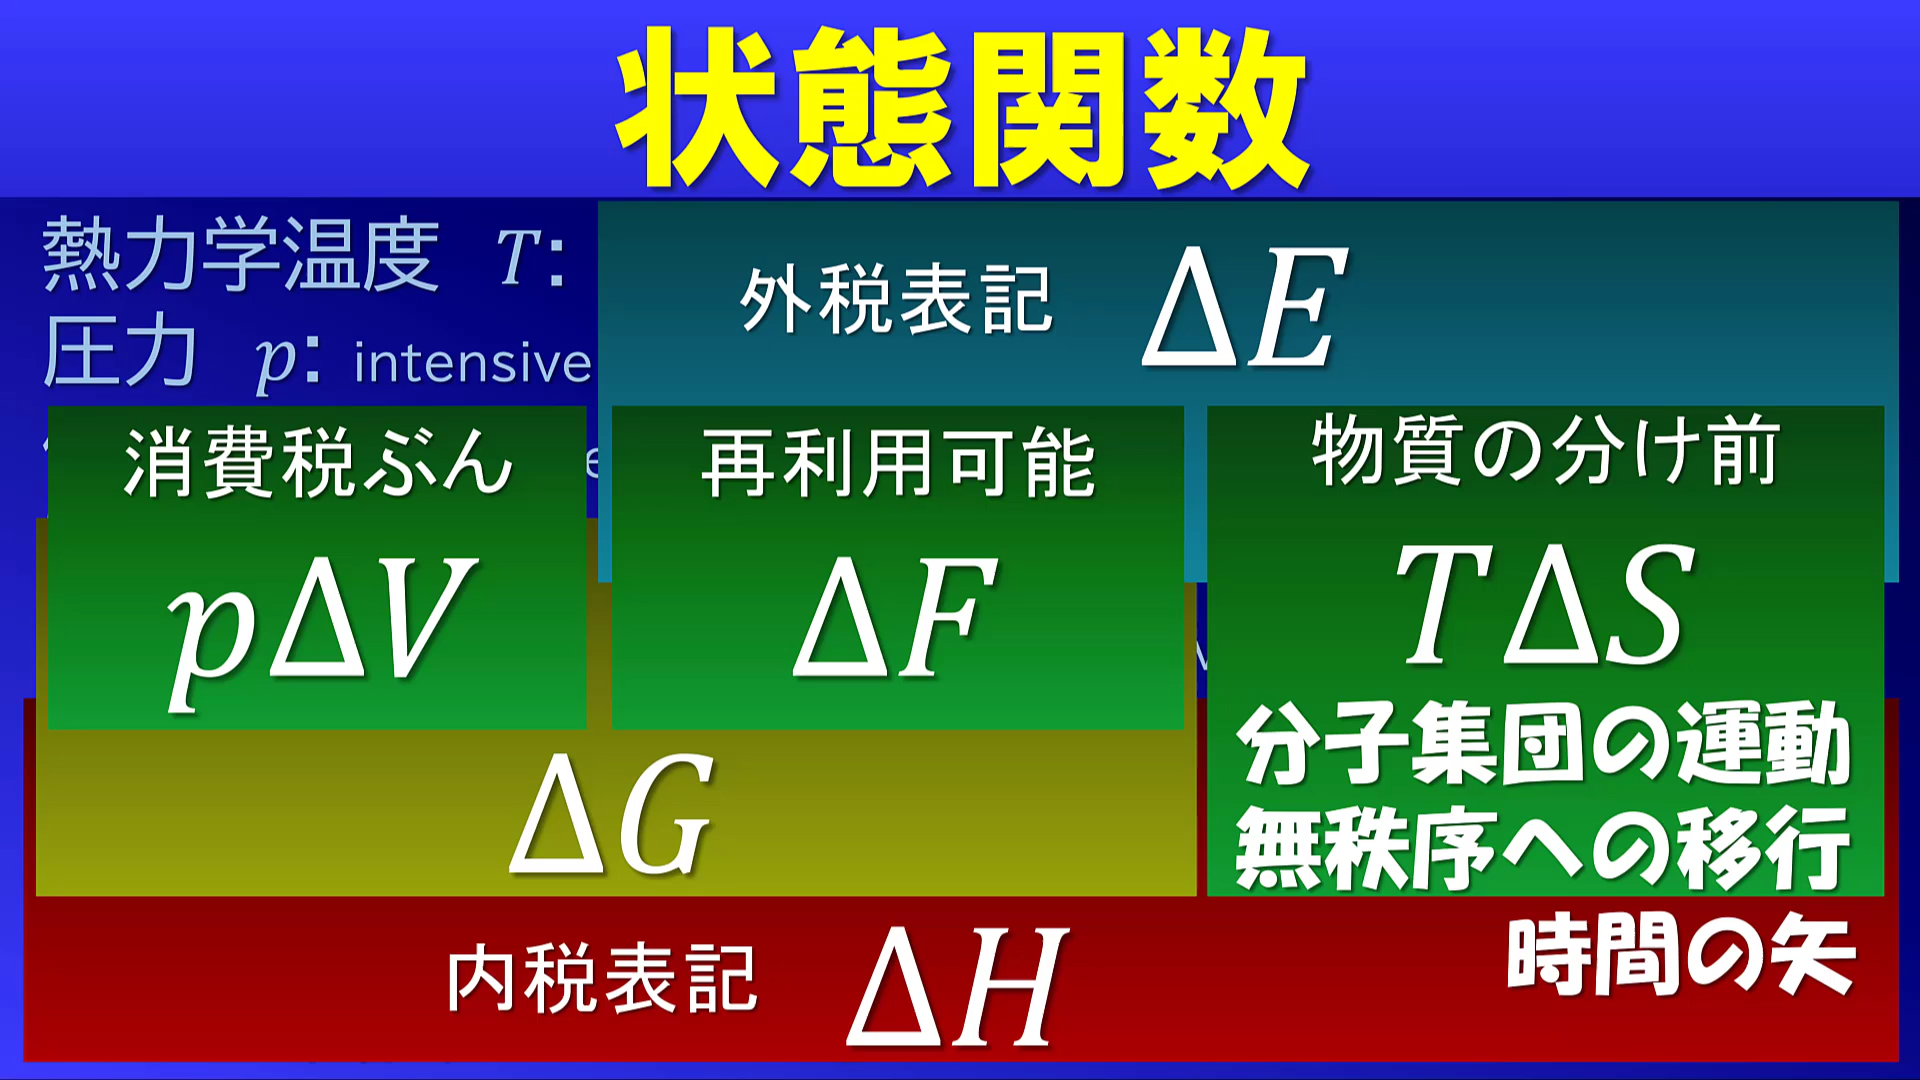 状態関数
熱力学温度 T:
圧力 p: intensive
外税表記 ΔE
消費税ぶん
pΔV
再利用可能
ΔF
物質の分け前
TΔS
分子集団の運動
無秩序への移行
ΔG
時間の矢
内税表記 ΔH